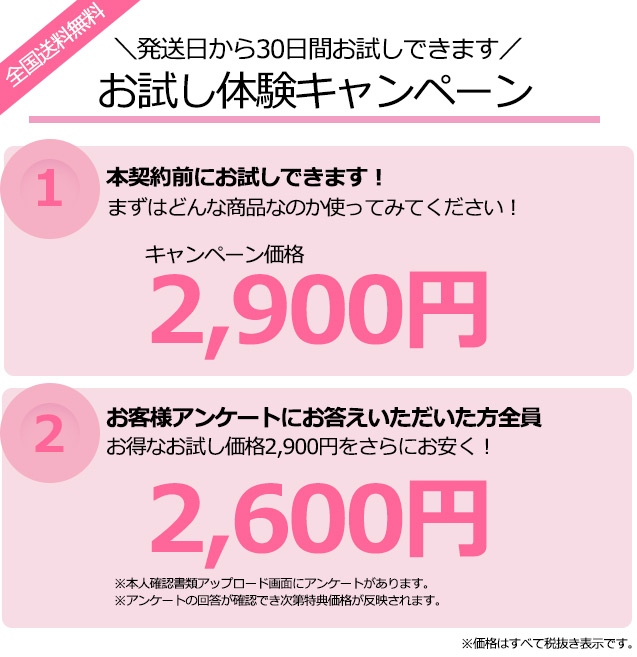 全国送料無料
＼発送日から30日間お試しできます／
お試し体験キャンペーン
1
本契約前にお試しできます！
まずはどんな商品なのか使ってみてください！
キャンペーン価格
2,900円
2
お客様アンケートにお答えいただいた方全員
お得なお試し価格2,900円をさらにお安く！
2,600円
※本人確認書類アップロード画面にアンケートがあります。
※アンケートの回答が確認でき次第特典価格が反映されます。
※価格はすべて税抜き表示です。